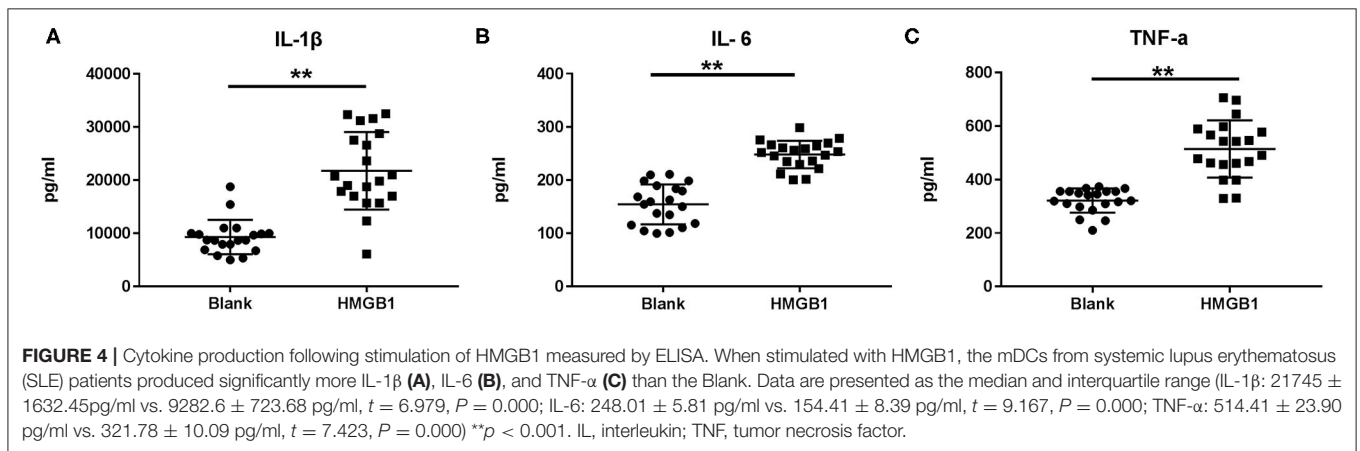 A
IL-1β
**
40000
30000
20000
10000
0
pg/ml
Blank HMGB1
B
IL- 6
**
400
300
200
100
0
pg/ml
Blank HMGB1
C
TNF-a
**
800
600
400
200
0
pg/ml
Blank HMGB1
FIGURE 4 | Cytokine production following stimulation of HMGB1 measured by ELISA. When stimulated with HMGB1, the mDCs from systemic lupus erythematosus
(SLE) patients produced significantly more IL-1β (A), IL-6 (B), and TNF-α (C) than the Blank. Data are presented as the median and interquartile range (IL-1β: 21745 ±
1632.45pg/ml vs. 9282.6 ± 723.68 pg/ml, t = 6.979, P = 0.000; IL-6: 248.01 ± 5.81 pg/ml vs. 154.41 ± 8.39 pg/ml, t = 9.167, P = 0.000; TNF-α: 514.41 ± 23.90
pg/ml vs. 321.78 ± 10.09 pg/ml, t = 7.423, P = 0.000) **p < 0.001. IL, interleukin; TNF, tumor necrosis factor.